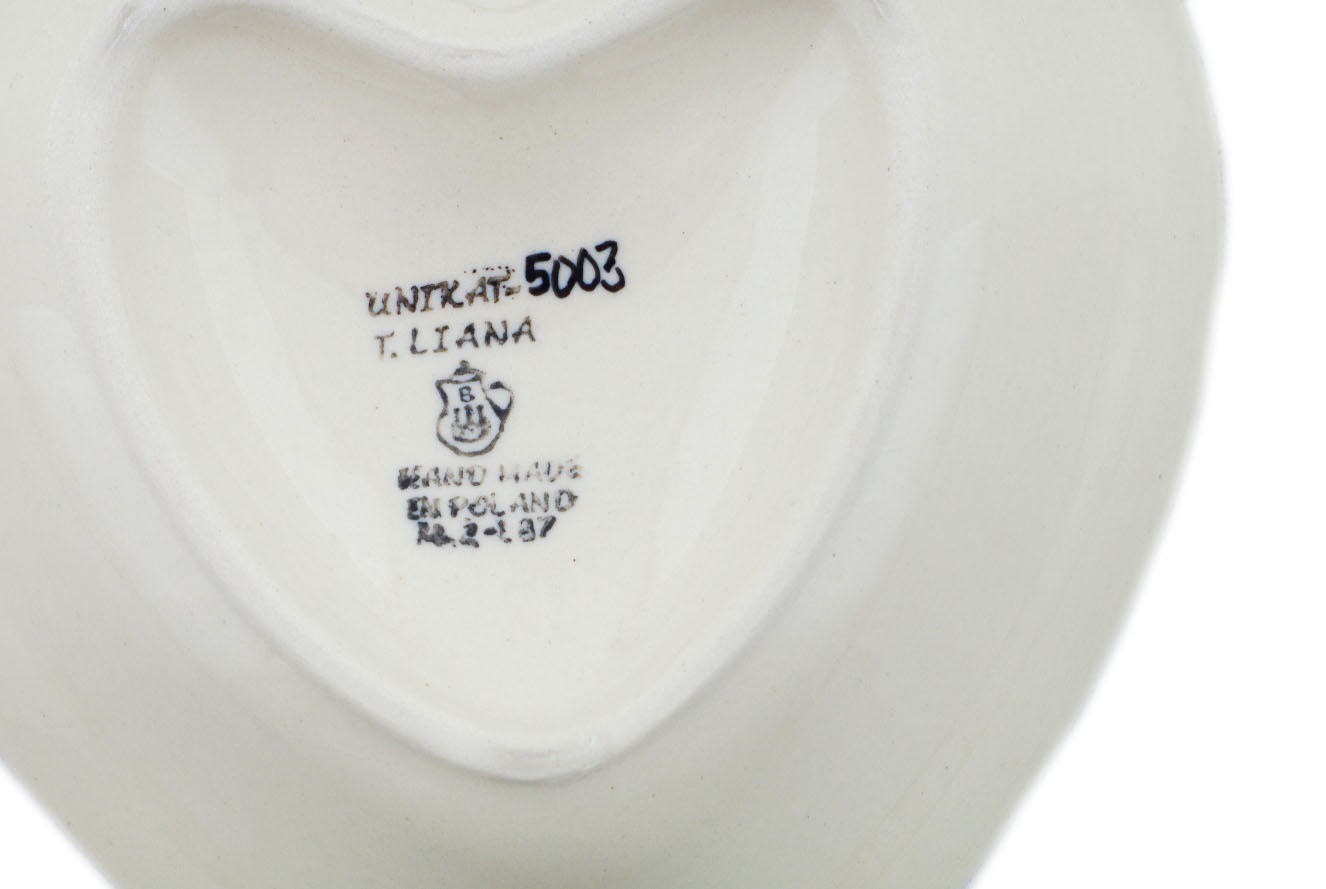 UNIKAT-5003
T. LIANA
B
HAND MADE
IN POLAND